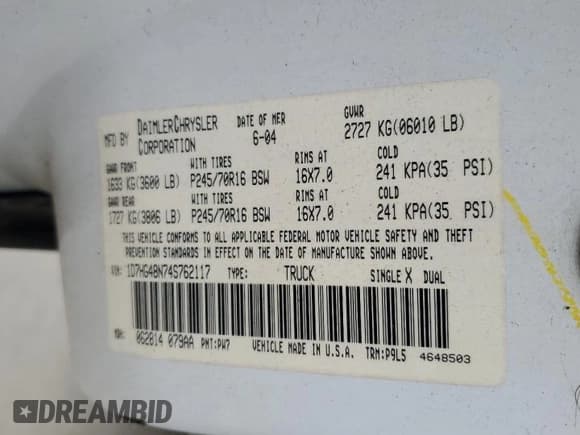 MFD BY DAIMLERCHRYSLER CORPORATION DATE OF MFR 6-04 GVWR 2727 KG(06010 LB)
GAWR FRONT WITH TIRES RIMS AT COLD
1633 KG(3600 LB) P245/70R16 BSW 16X7.0 241 KPA(35 PSI)
GAWR REAR WITH TIRES RIMS AT COLD
1727 KG(3806 LB) P245/70R16 BSW 16X7.0 241 KPA(35 PSI)
THIS VEHICLE CONFORMS TO ALL APPLICABLE FEDERAL MOTOR VEHICLE SAFETY AND THEFT
PREVENTION STANDARDS IN EFFECT ON THE DATE OF MANUFACTURE SHOWN ABOVE.
VIN: 1D7HG48N74S762117 TYPE: TRUCK SINGLE X DUAL
MDH: 062814 079AA PNT:PW7 VEHICLE MADE IN U.S.A. TRM:P9L5 4648503
DREAMBID